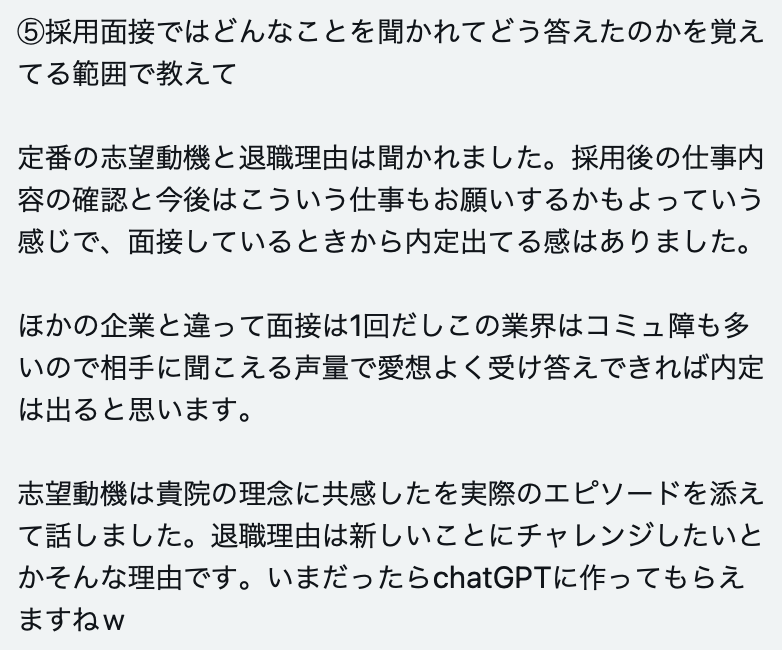 ⑤採用面接ではどんなことを聞かれてどう答えたのかを覚え
てる範囲で教えて
定番の志望動機と退職理由は聞かれました。採用後の仕事内
容の確認と今後はこういう仕事もお願いするかもよっていう
感じで、面接しているときから内定出てる感はありました。
ほかの企業と違って面接は1回だしこの業界はコミュ障も多
いので相手に聞こえる声量で愛想よく受け答えできれば内定
は出ると思います。
志望動機は貴院の理念に共感したを実際のエピソードを添え
て話しました。退職理由は新しいことにチャレンジしたいと
かそんな理由です。いまだったらchatGPTに作ってもらえ
ますねw